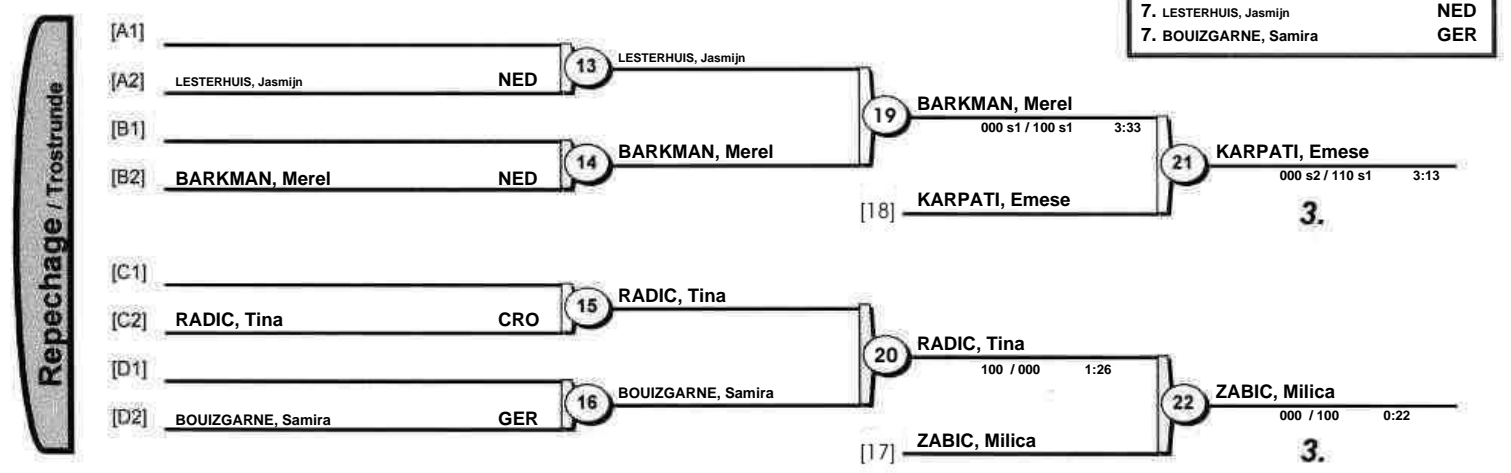 7. LESTERHUIS, Jasmijn NED
7. BOUIZGARNE, Samira GER
Repechage / Trostrunde
[A1]
[A2] LESTERHUIS, Jasmijn NED
13 LESTERHUIS, Jasmijn
[B1]
[B2] BARKMAN, Merel NED
14 BARKMAN, Merel
19 BARKMAN, Merel
000 s1 / 100 s1 3:33
[18] KARPATI, Emese
21 KARPATI, Emese
000 s2 / 110 s1 3:13
3.
[C1]
[C2] RADIC, Tina CRO
15 RADIC, Tina
[D1]
[D2] BOUIZGARNE, Samira GER
16 BOUIZGARNE, Samira
20 RADIC, Tina
100 / 000 1:26
[17] ZABIC, Milica
22 ZABIC, Milica
000 / 100 0:22
3.